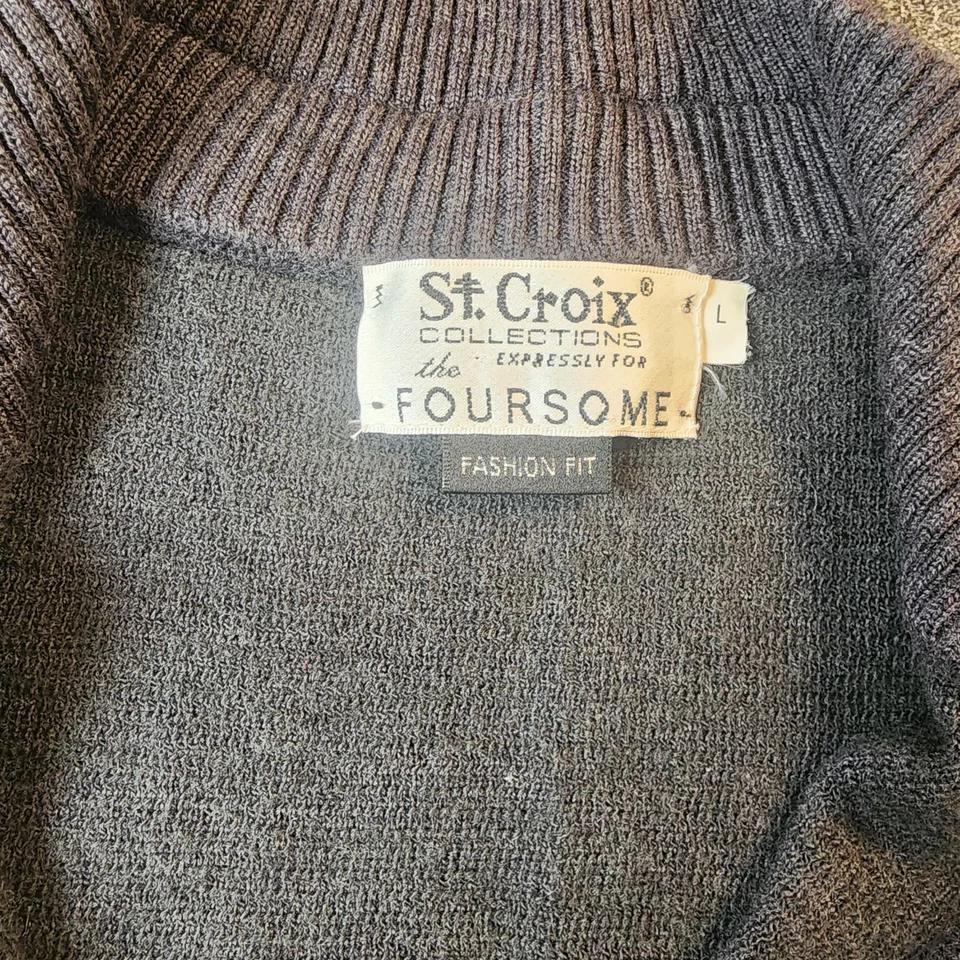 St. Croix®
COLLECTIONS
EXPRESSLY FOR
the
- FOURSOME -
L
FASHION FIT